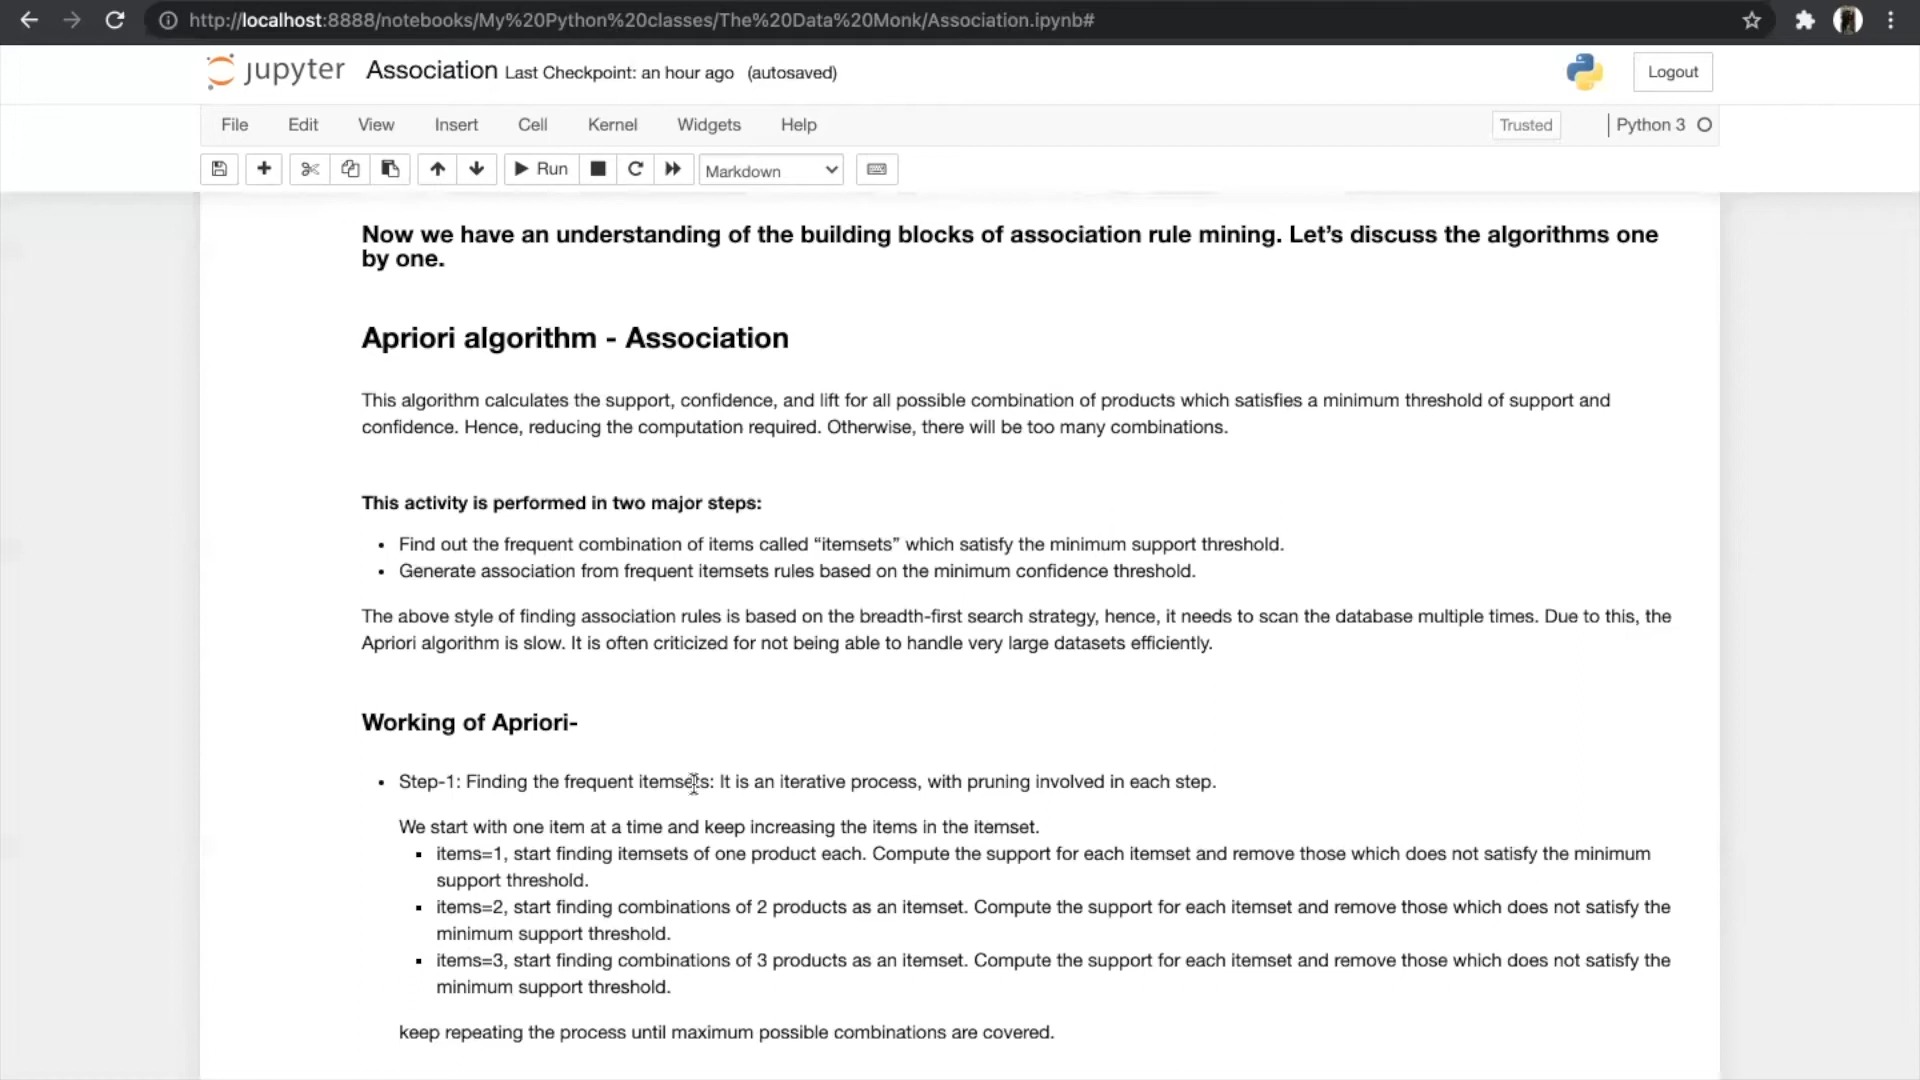 http://localhost:8888/notebooks/My%20Python%20classes/The%20Data%20Monk/Association.ipynb#
jupyter Association Last Checkpoint: an hour ago (autosaved)
Logout
File Edit View Insert Cell Kernel Widgets Help
Trusted
Python 3
Run
Markdown
Now we have an understanding of the building blocks of association rule mining. Let’s discuss the algorithms one
by one.
Apriori algorithm - Association
This algorithm calculates the support, confidence, and lift for all possible combination of products which satisfies a minimum threshold of support and
confidence. Hence, reducing the computation required. Otherwise, there will be too many combinations.
This activity is performed in two major steps:
• Find out the frequent combination of items called “itemsets” which satisfy the minimum support threshold.
• Generate association from frequent itemsets rules based on the minimum confidence threshold.
The above style of finding association rules is based on the breadth-first search strategy, hence, it needs to scan the database multiple times. Due to this, the
Apriori algorithm is slow. It is often criticized for not being able to handle very large datasets efficiently.
Working of Apriori-
• Step-1: Finding the frequent itemsets: It is an iterative process, with pruning involved in each step.
We start with one item at a time and keep increasing the items in the itemset.
▪ items=1, start finding itemsets of one product each. Compute the support for each itemset and remove those which does not satisfy the minimum
support threshold.
▪ items=2, start finding combinations of 2 products as an itemset. Compute the support for each itemset and remove those which does not satisfy the
minimum support threshold.
▪ items=3, start finding combinations of 3 products as an itemset. Compute the support for each itemset and remove those which does not satisfy the
minimum support threshold.
keep repeating the process until maximum possible combinations are covered.